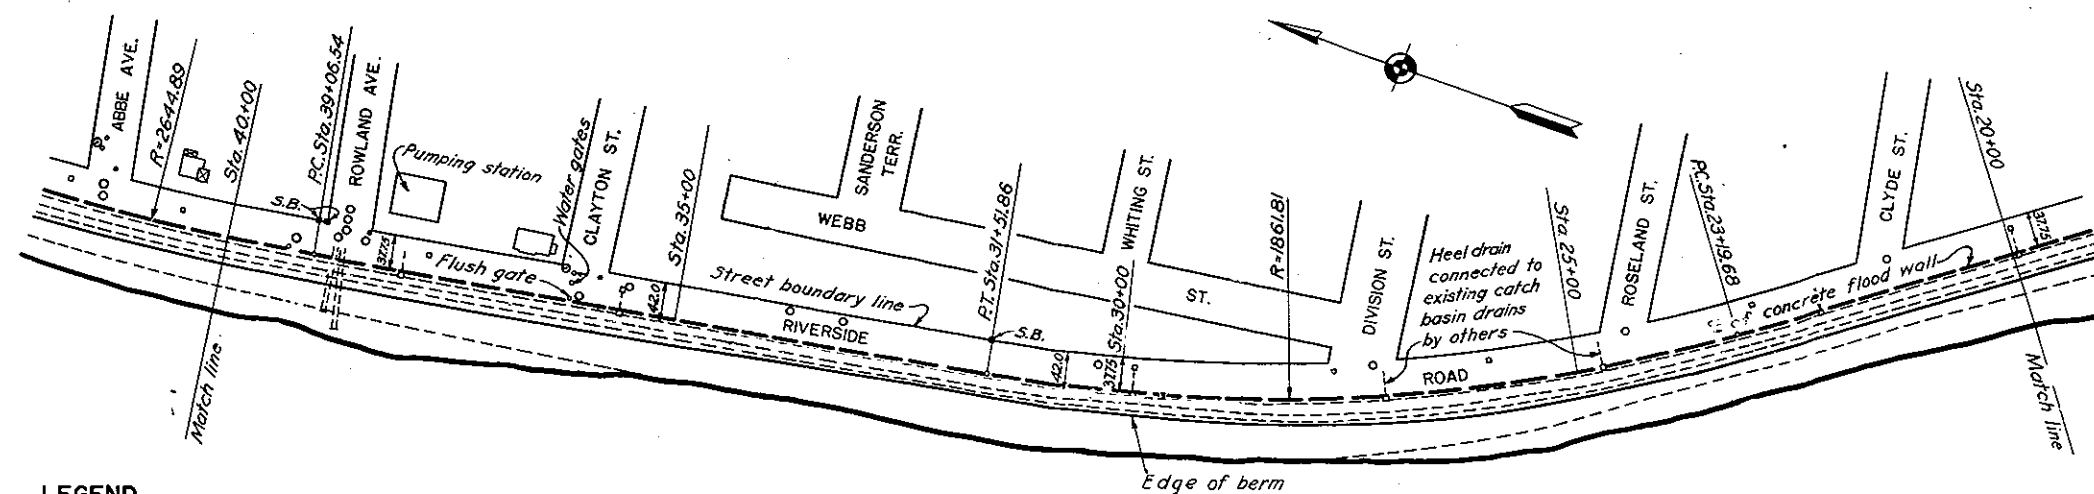 ABBE AVE.
R=2644.89
Sta. 40+00
P.C. Sta. 39+06.54
ROWLAND AVE.
Pumping station
S.B.
37.75
Flush gate
Water gates
CLAYTON ST.
42.0
Sta. 35+00
Street boundary line
RIVERSIDE
WEBB
ST.
SANDERSON
TERR.
P.T. Sta. 31+51.86
S.B.
42.0
37.75
Sta. 30+00
WHITING ST.
R=1861.81
DIVISION ST.
Heel drain
connected to
existing catch
basin drains
by others
ROAD
Sta. 25+00
ROSELAND ST.
P.C. Sta. 23+19.68
concrete flood wall
CLYDE ST.
Sta. 20+00
37.75
Match line
Match line
Edge of berm
LEGEND